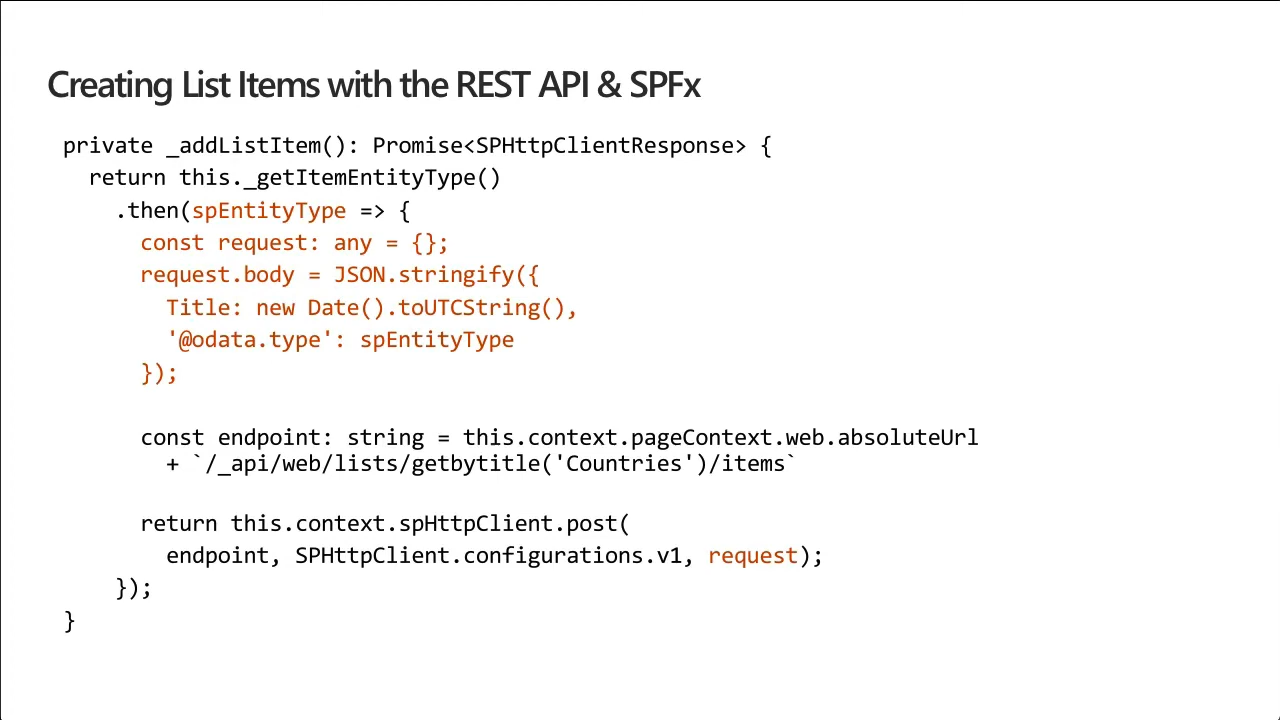 Creating List Items with the REST API & SPFx
private _addListItem(): Promise<SPHttpClientResponse> {
  return this._getItemEntityType()
    .then(spEntityType => {
      const request: any = {};
      request.body = JSON.stringify({
        Title: new Date().toUTCString(),
        '@odata.type': spEntityType
      });

      const endpoint: string = this.context.pageContext.web.absoluteUrl
        + `/_api/web/lists/getbytitle('Countries')/items`

      return this.context.spHttpClient.post(
        endpoint, SPHttpClient.configurations.v1, request);
    });
}